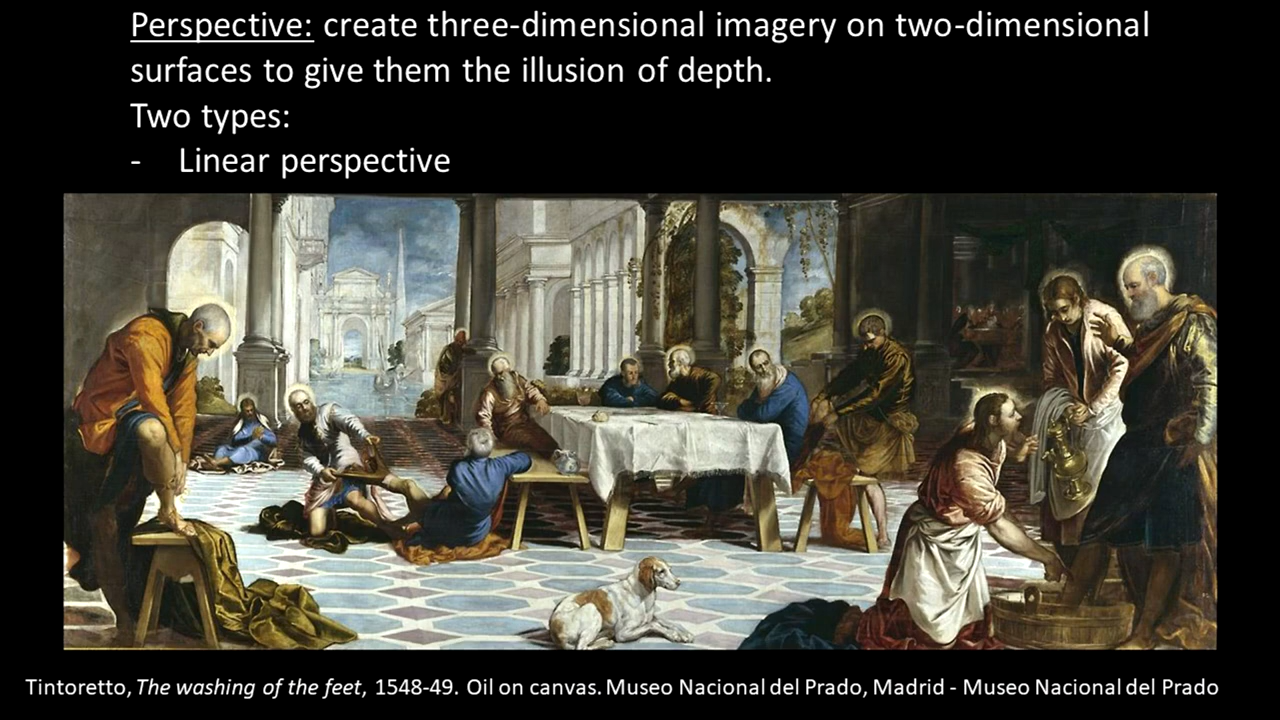 Perspective: create three-dimensional imagery on two-dimensional
surfaces to give them the illusion of depth.
Two types:
- Linear perspective
Tintoretto, The washing of the feet, 1548-49. Oil on canvas. Museo Nacional del Prado, Madrid - Museo Nacional del Prado